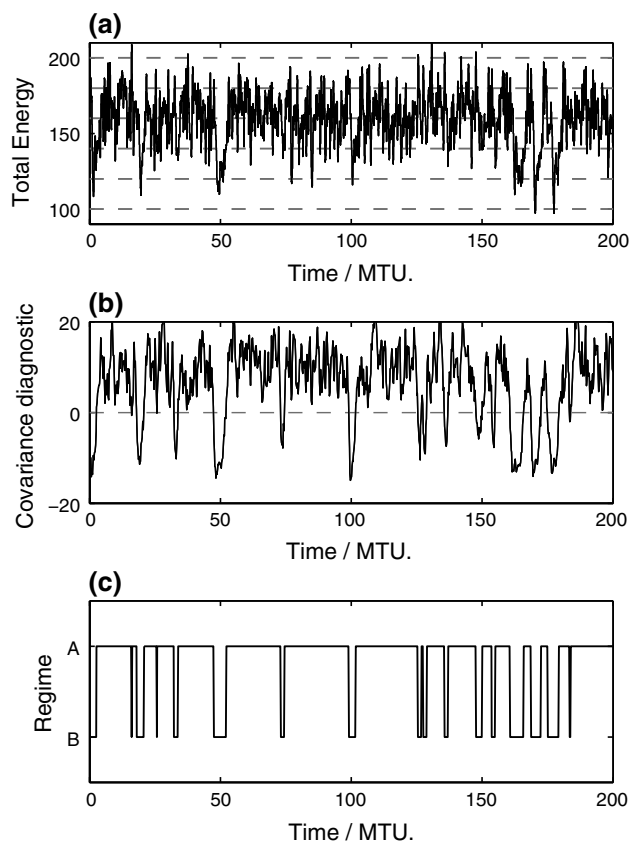 (a)
200
150
100
Total Energy
0 50 100 150 200
Time / MTU.
(b)
20
0
−20
Covariance diagnostic
0 50 100 150 200
Time / MTU.
(c)
A
B
Regime
0 50 100 150 200
Time / MTU.